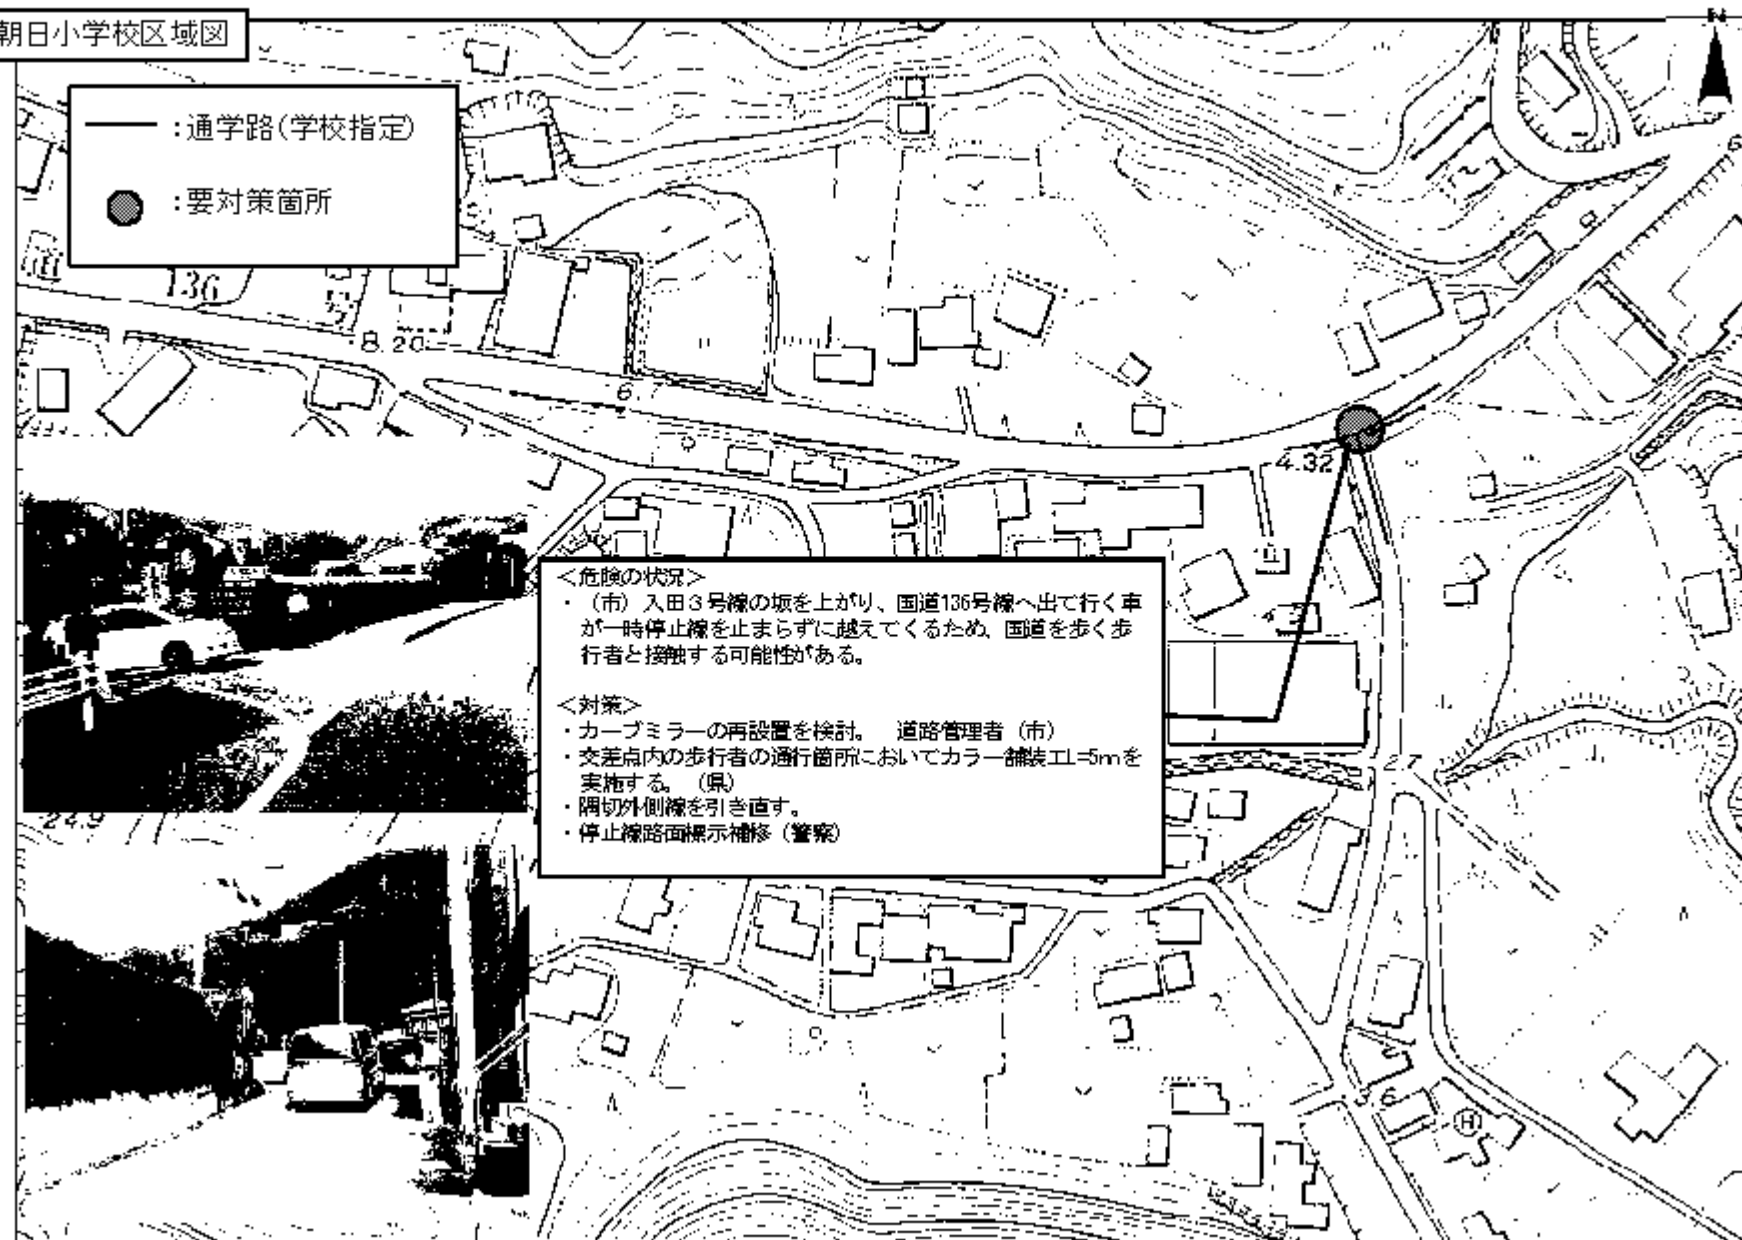 朝日小学校区域図
N
:通学路(学校指定)
:要対策箇所
136
8.20
6
4.32
<危険の状況>
・（市）入田３号線の坂を上がり、国道136号線へ出て行く車
が一時停止線を止まらずに越えてくるため、国道を歩く歩
行者と接触する可能性がある。
<対策>
・カーブミラーの再設置を検討。　道路管理者（市）
・交差点内の歩行者の通行箇所においてカラー舗装工L=5mを
実施する。（県）
・隅切外側線を引き直す。
・停止線路面標示補修（警察）
24.9
27
3.6
H